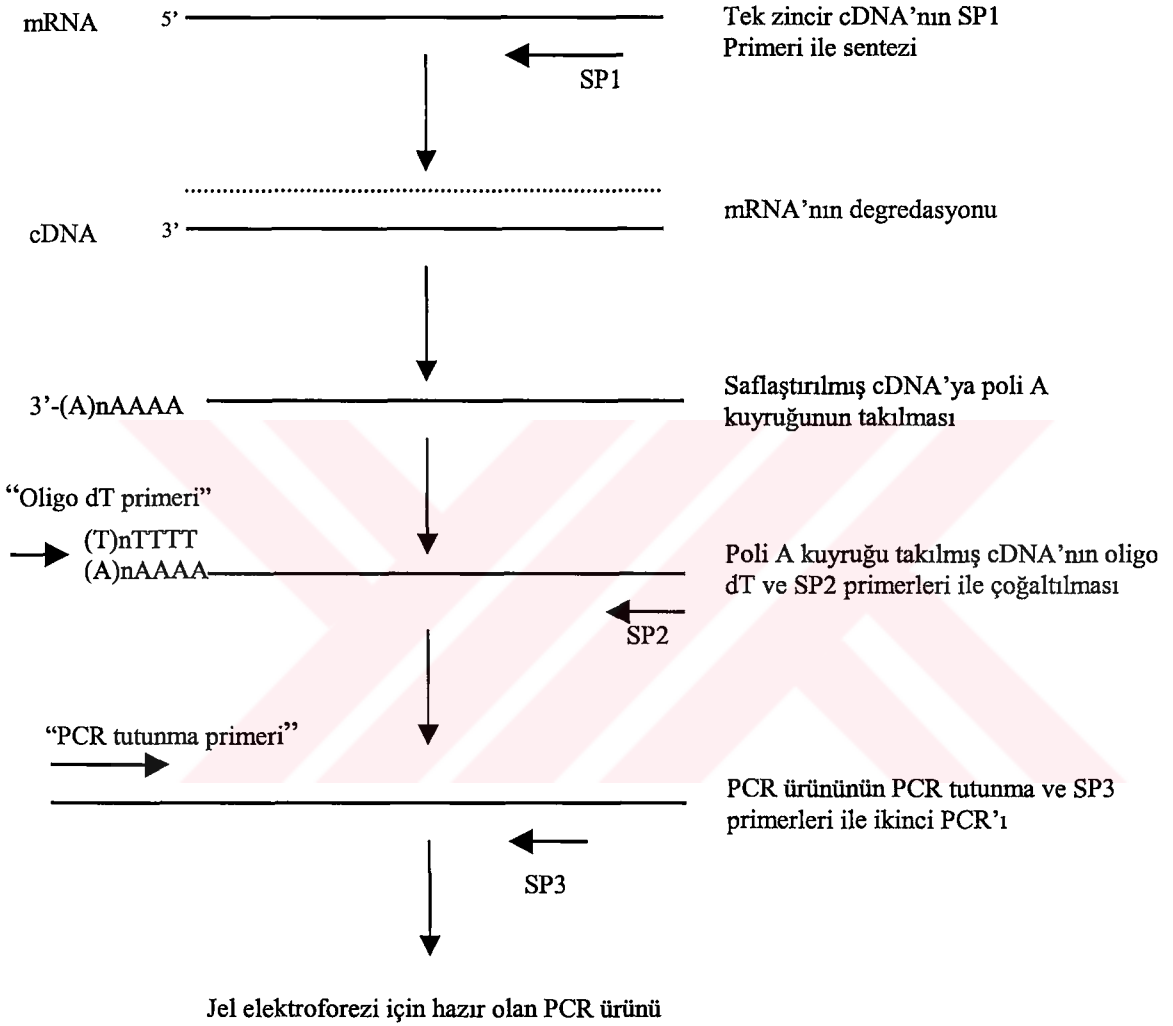 mRNA 5’
Tek zincir cDNA’nın SP1
Primeri ile sentezi
SP1
mRNA’nın degredasyonu
cDNA 3’
3’-(A)nAAAA
Saflaştırılmış cDNA’ya poli A
kuyruğunun takılması
“Oligo dT primeri”
(T)nTTTT
(A)nAAAA
Poli A kuyruğu takılmış cDNA’nın oligo
dT ve SP2 primerleri ile çoğaltılması
SP2
“PCR tutunma primeri”
PCR ürününün PCR tutunma ve SP3
primerleri ile ikinci PCR’ı
SP3
Jel elektroforezi için hazır olan PCR ürünü